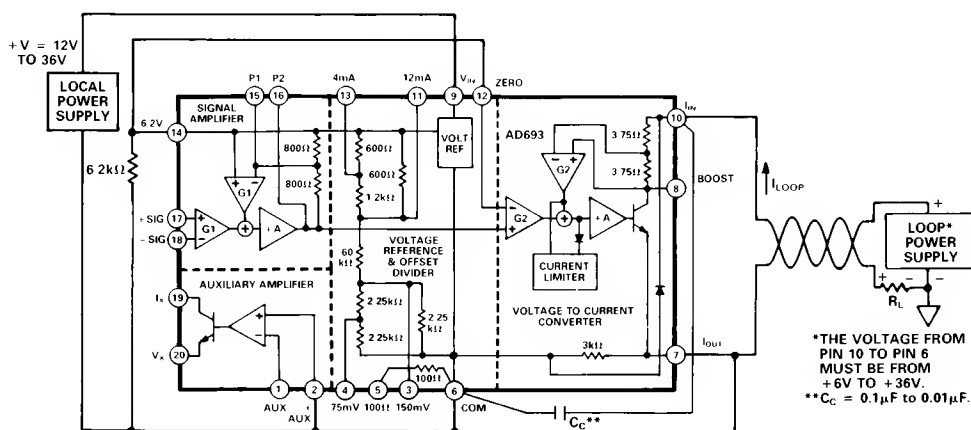 +V = 12V
TO 36V
LOCAL
POWER
SUPPLY
P1
P2
4mA
12mA
VIN
ZERO
15
16
13
11
9
12
SIGNAL
AMPLIFIER
6.2V
14
6.2kΩ
800Ω
800Ω
600Ω
600Ω
1.2kΩ
VOLT
REF
AD693
3 75Ω
3 75Ω
IIN
10
8
BOOST
ILOOP
+ −
G1
− +
G2
+ SIG
17
− SIG
18
+
−
G1
+
+A
−
+
G2
+
+A
CURRENT
LIMITER
60
kΩ
VOLTAGE
REFERENCE
& OFFSET
DIVIDER
AUXILIARY AMPLIFIER
IX
19
VX
20
+
−
2 25kΩ
2.25kΩ
2 25
kΩ
VOLTAGE TO CURRENT
CONVERTER
3kΩ
100Ω
7
IOUT
1
2
4
5
3
6
AUX
+
AUX
75mV
100Ω
150mV
COM
CC**
+
LOOP*
POWER
SUPPLY
−
+ −
RL
*THE VOLTAGE FROM
PIN 10 TO PIN 6
MUST BE FROM
+6V TO +36V.
**CC = 0.1μF to 0.01μF.